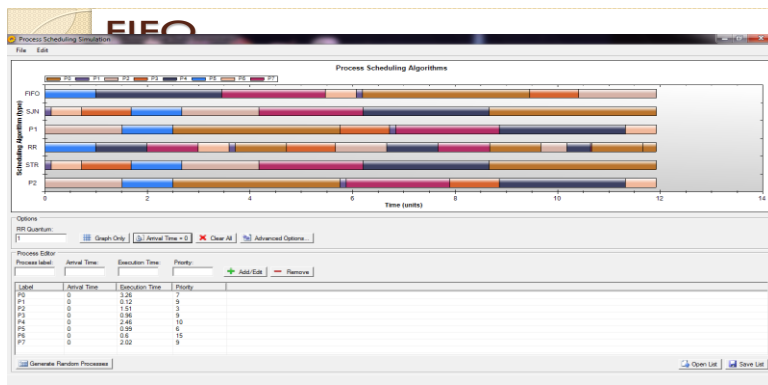 FIFO
Process Scheduling Simulation
File Edit
Process Scheduling Algorithms
P0 P1 P2 P3 P4 P5 P6 P7
Scheduling Algorithm (type)
FIFO
SJN
P1
RR
STR
P2
0 2 4 6 8 10 12 14
Time (units)
Options
RR Quantum:
1 Graph Only Arrival Time = 0 Clear All Advanced Options...
Process Editor
Process label: Arrival Time: Execution Time: Priority:
Add/Edit Remove
Label Arrival Time Execution Time Priority
P0 0 3.26 7
P1 0 0.12 9
P2 0 1.51 3
P3 0 0.96 9
P4 0 2.46 10
P5 0 0.99 6
P6 0 0.6 15
P7 0 2.02 9
Generate Random Processes Open List Save List